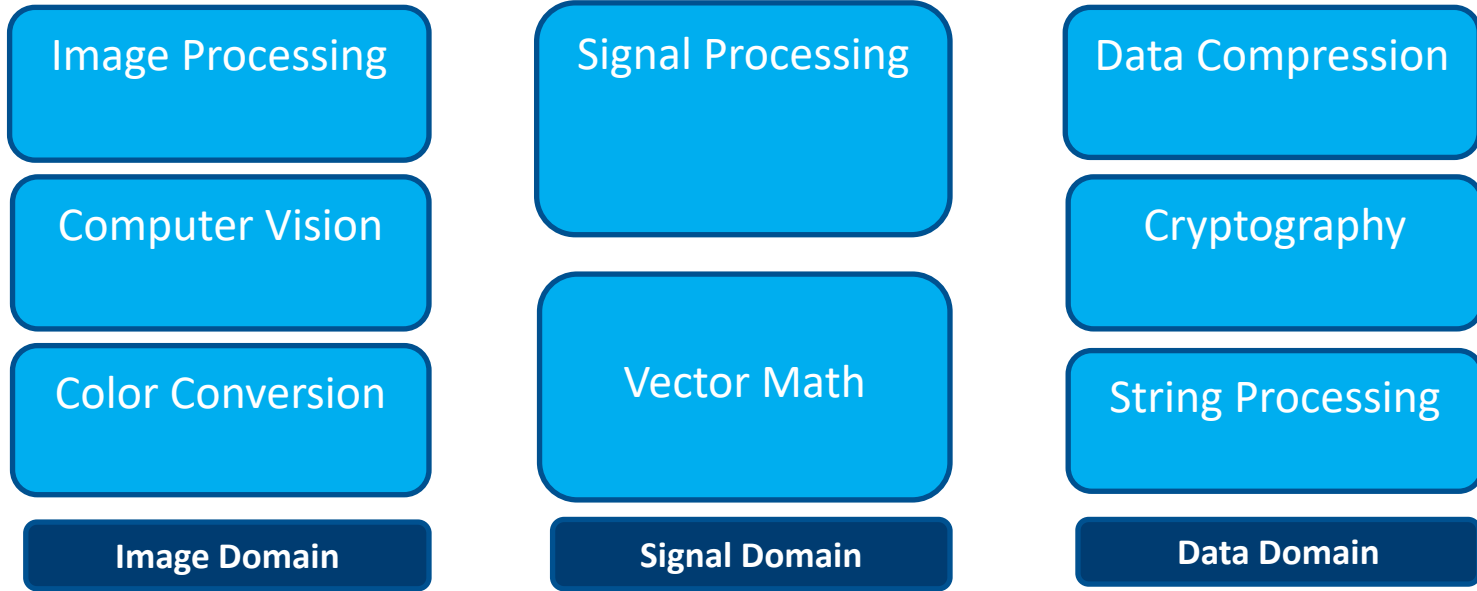 Image Processing
Computer Vision
Color Conversion
Image Domain
Signal Processing
Vector Math
Signal Domain
Data Compression
Cryptography
String Processing
Data Domain